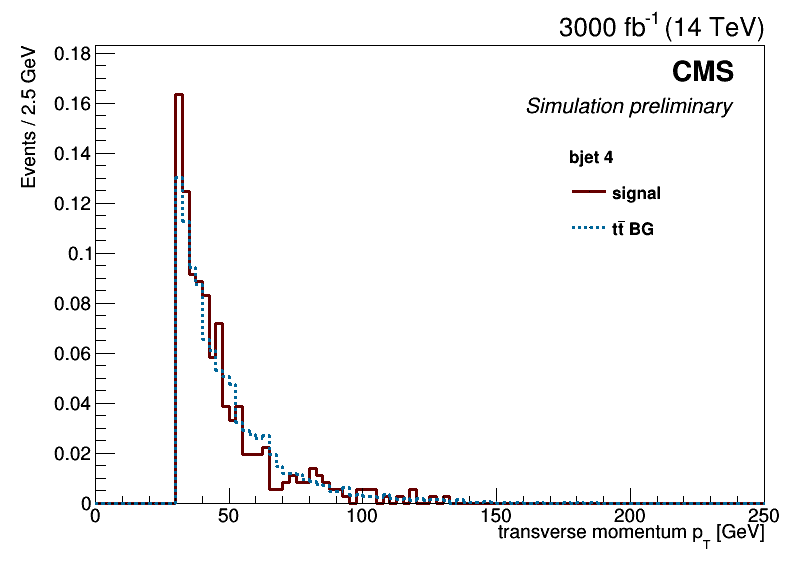 3000 fb⁻¹ (14 TeV)
Events / 2.5 GeV
0.18
0.16
0.14
0.12
0.1
0.08
0.06
0.04
0.02
0
CMS
Simulation preliminary
bjet 4
signal
tt̄ BG
0 50 100 150 200 250
transverse momentum p_T [GeV]